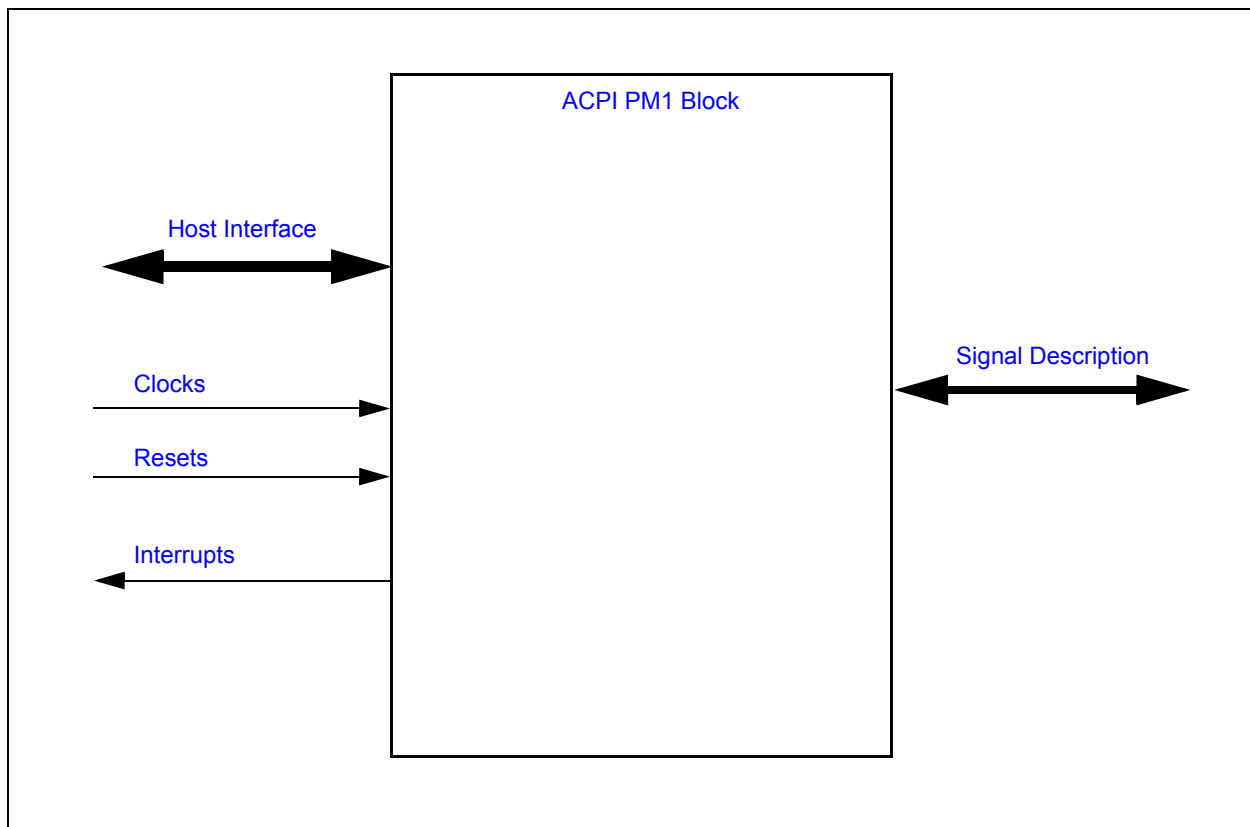 ACPI PM1 Block
Host Interface
Signal Description
Clocks
Resets
Interrupts